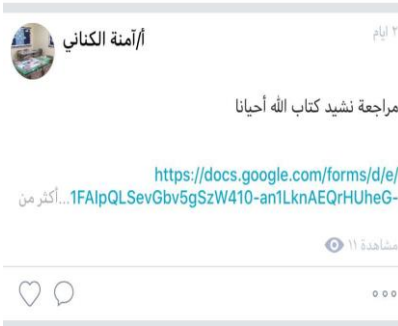 أ/آمنة الكناني
٢ ايام
مراجعة نشيد كتاب الله أحيانا
https://docs.google.com/forms/d/e/
1FAIpQLSevGbv5gSzW410-an1LknAEQrHUheG-...أكثر من
مشاهدة ١١